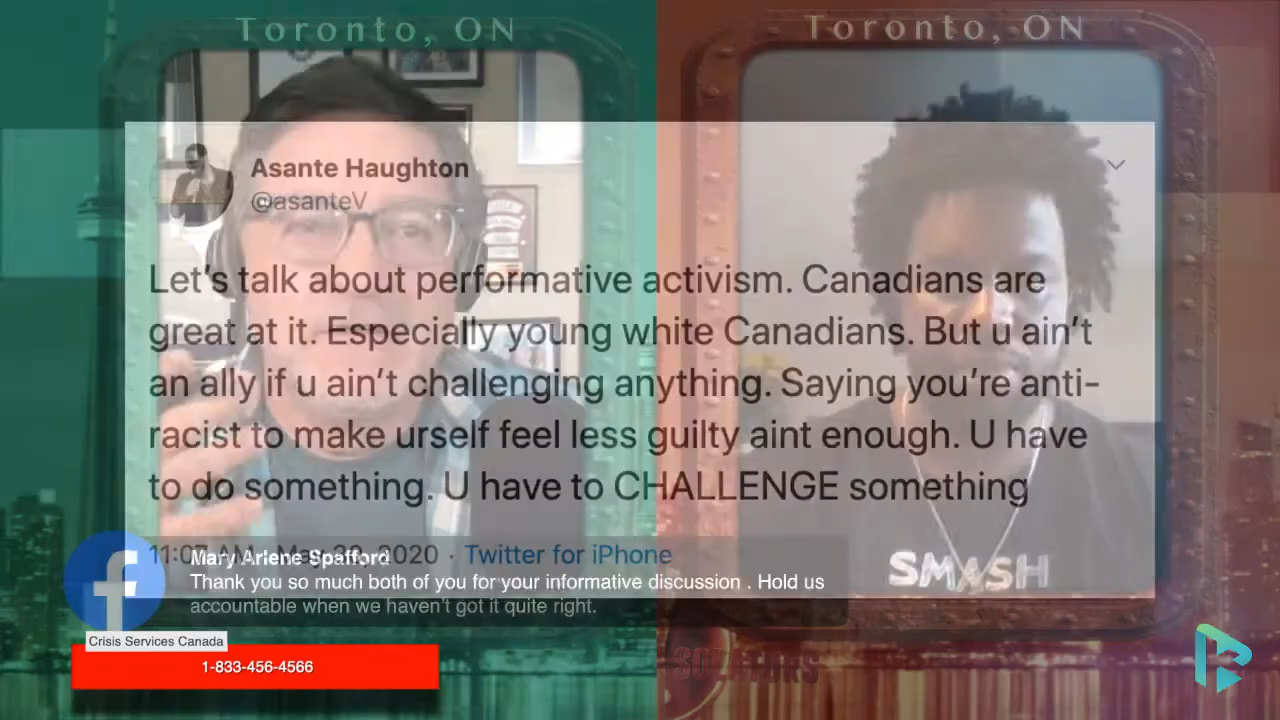 Toronto, ON
Toronto, ON
Asante Haughton
@asanteV
Let's talk about performative activism. Canadians are
great at it. Especially young white Canadians. But u ain't
an ally if u ain't challenging anything. Saying you're anti-
racist to make urself feel less guilty aint enough. U have
to do something. U have to CHALLENGE something
11:07 AM 2020 · Twitter for iPhone
Mary Arlene Spafford
Thank you so much both of you for your informative discussion . Hold us
accountable when we haven't got it quite right.
SMASH
Crisis Services Canada
1-833-456-4566